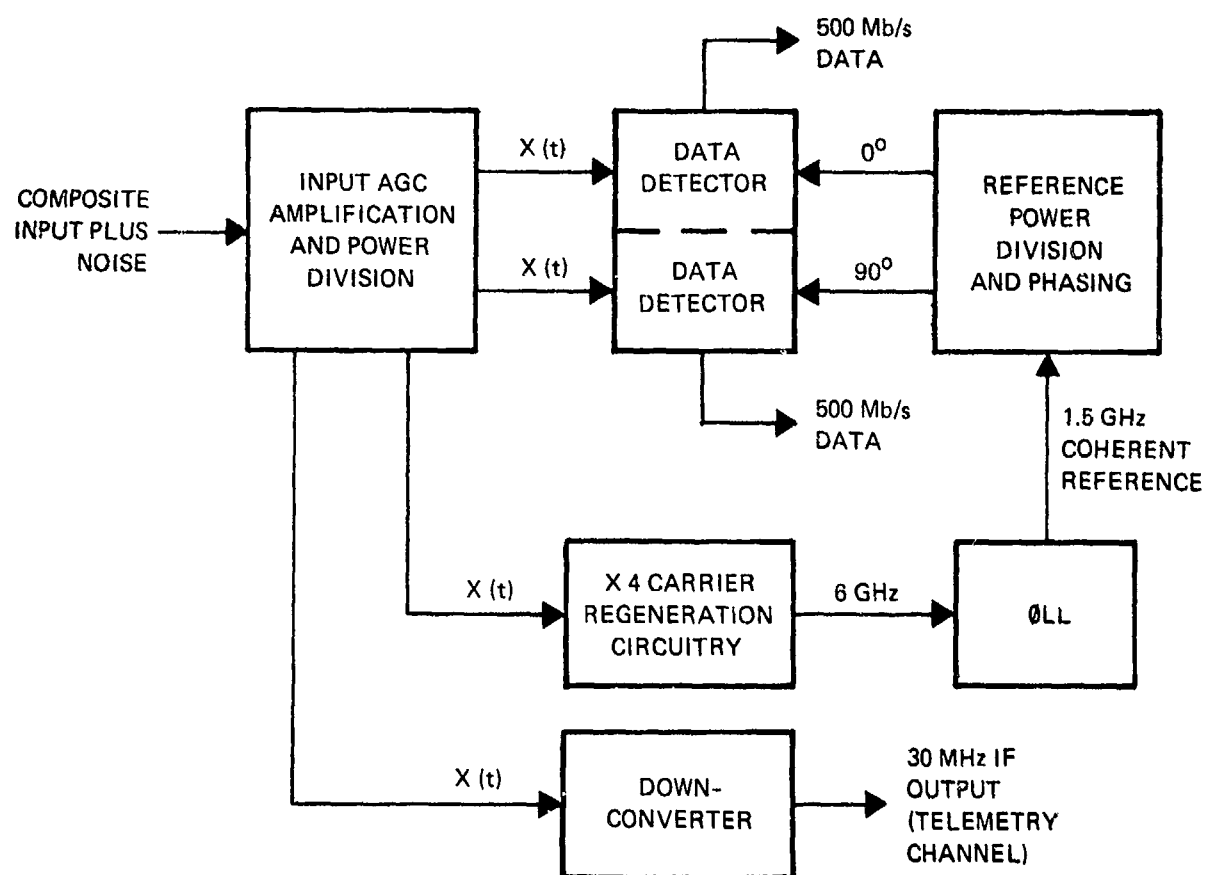 500 Mb/s
DATA
COMPOSITE
INPUT PLUS
NOISE
INPUT AGC
AMPLIFICATION
AND POWER
DIVISION
X (t)
X (t)
DATA
DETECTOR
DATA
DETECTOR
0°
90°
REFERENCE
POWER
DIVISION
AND PHASING
500 Mb/s
DATA
1.5 GHz
COHERENT
REFERENCE
X (t)
X 4 CARRIER
REGENERATION
CIRCUITRY
6 GHz
ØLL
X (t)
DOWN-
CONVERTER
30 MHz IF
OUTPUT
(TELEMETRY
CHANNEL)